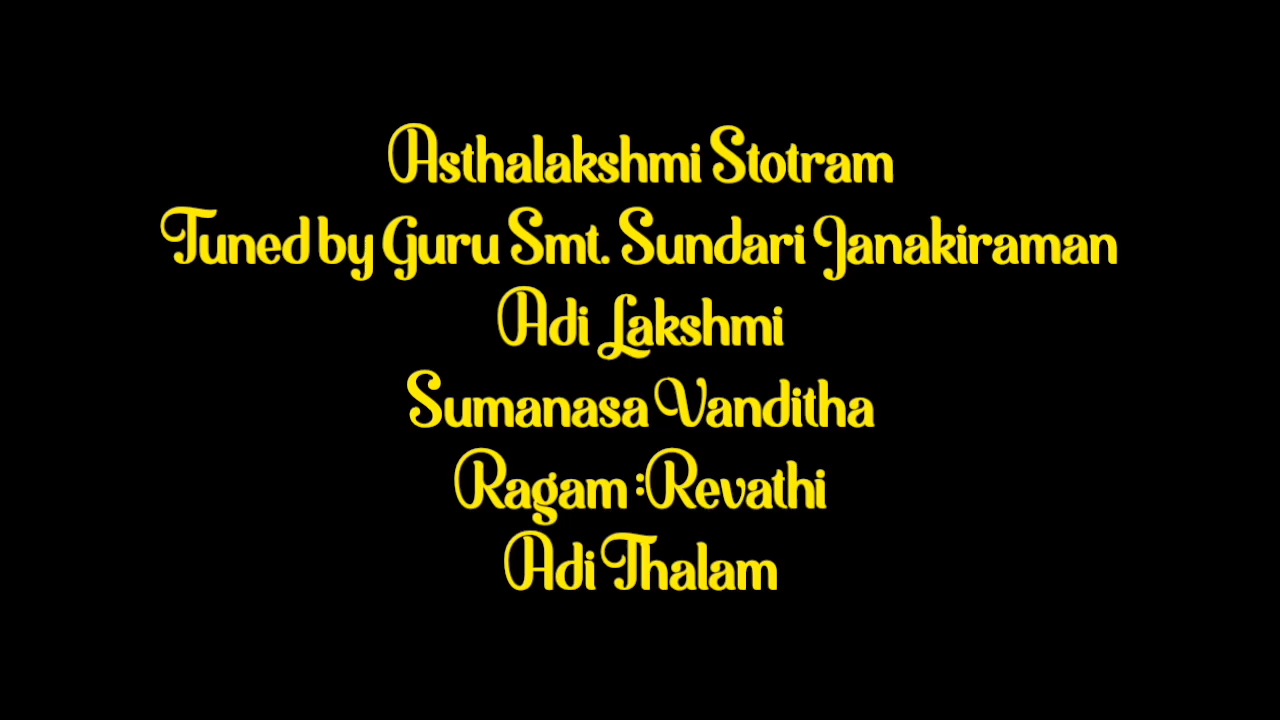 Asthalakshmi Stotram
Tuned by Guru Smt. Sundari Janakiraman
Adi Lakshmi
Sumanasa Vanditha
Ragam :Revathi
Adi Thalam